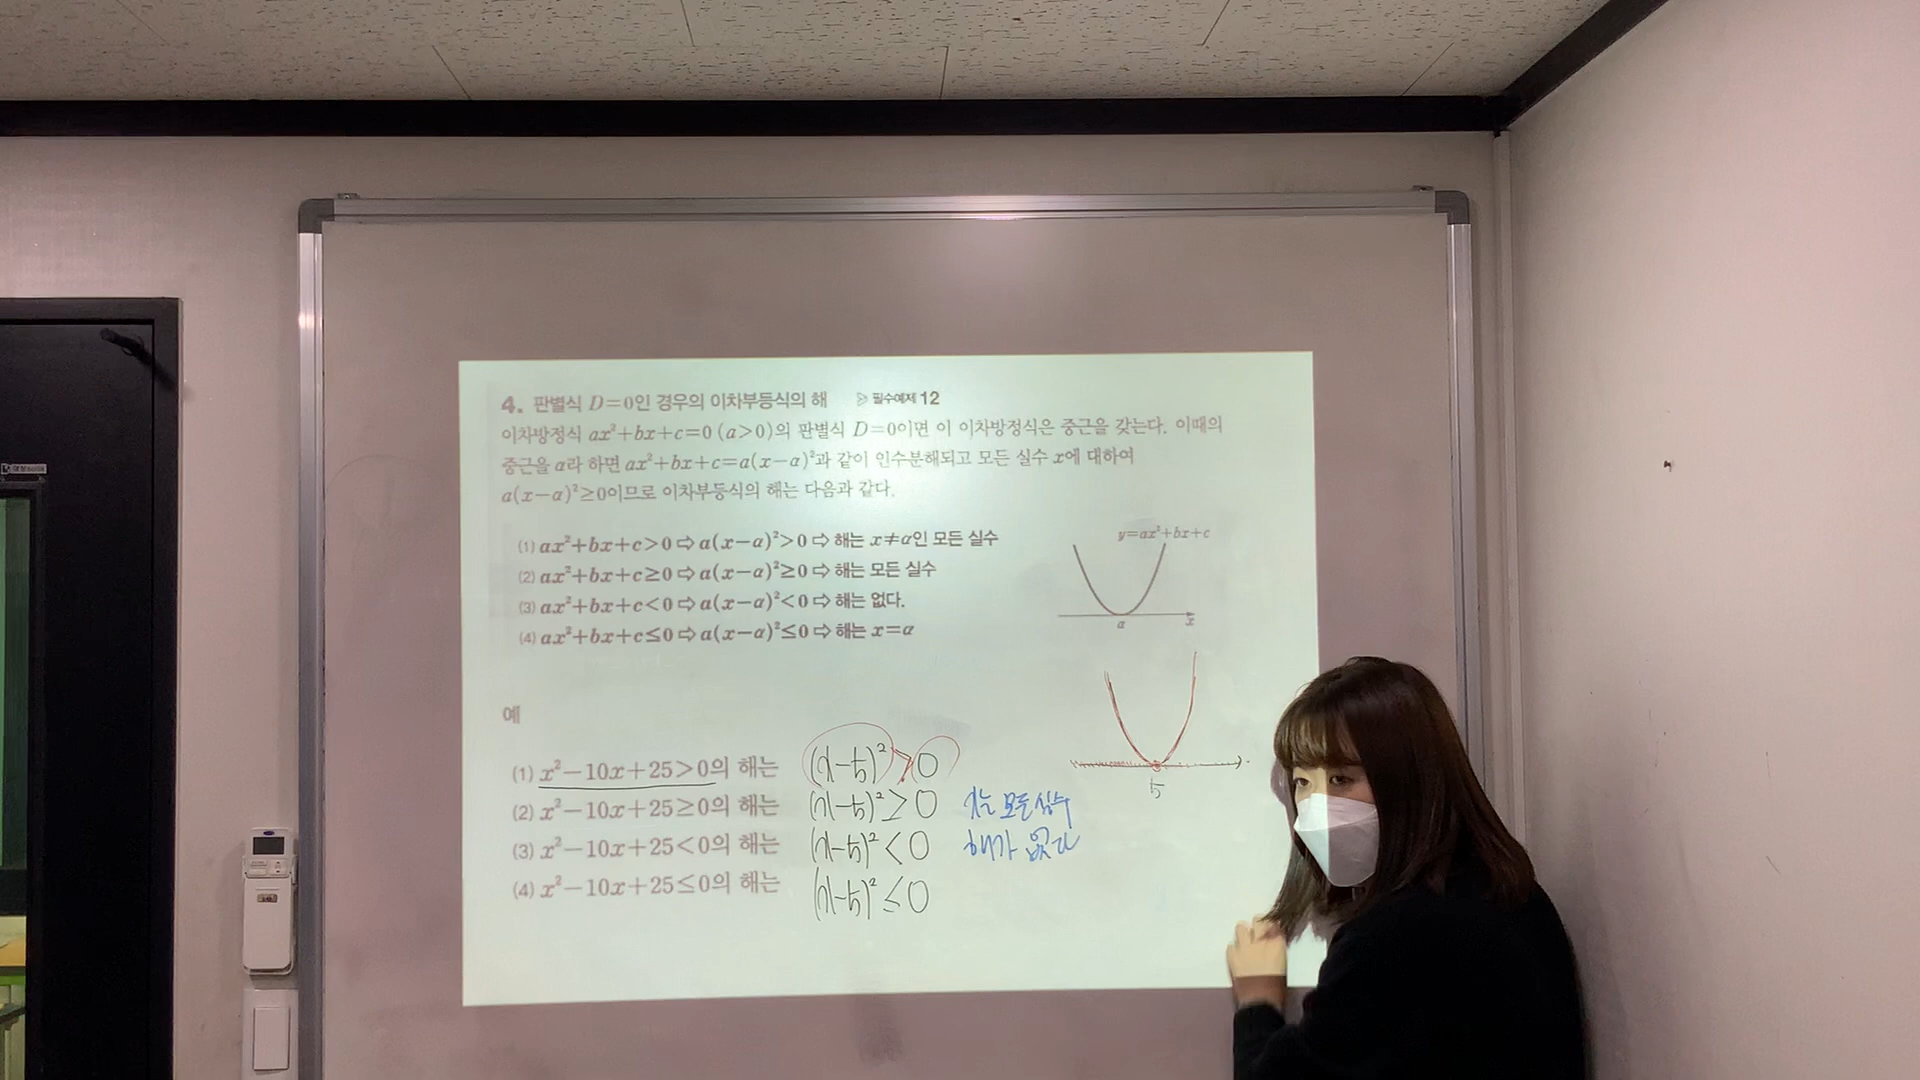 4. 판별식 D=0인 경우의 이차부등식의 해 ▷ 필수예제 12
이차방정식 ax²+bx+c=0 (a>0)의 판별식 D=0이면 이 이차방정식은 중근을 갖는다. 이때의
중근을 α라 하면 ax²+bx+c=a(x-α)²과 같이 인수분해되고 모든 실수 x에 대하여
a(x-α)²≥0이므로 이차부등식의 해는 다음과 같다.
(1) ax²+bx+c>0 ⇨ a(x-α)²>0 ⇨ 해는 x≠α인 모든 실수
(2) ax²+bx+c≥0 ⇨ a(x-α)²≥0 ⇨ 해는 모든 실수
(3) ax²+bx+c<0 ⇨ a(x-α)²<0 ⇨ 해는 없다.
(4) ax²+bx+c≤0 ⇨ a(x-α)²≤0 ⇨ 해는 x=α
y=ax²+bx+c
α x
예
(1) x²-10x+25>0의 해는 (x-5)²>0
5
(2) x²-10x+25≥0의 해는 (x-5)²≥0 x는 모든 실수
(3) x²-10x+25<0의 해는 (x-5)²<0 해가 없다
(4) x²-10x+25≤0의 해는 (x-5)²≤0